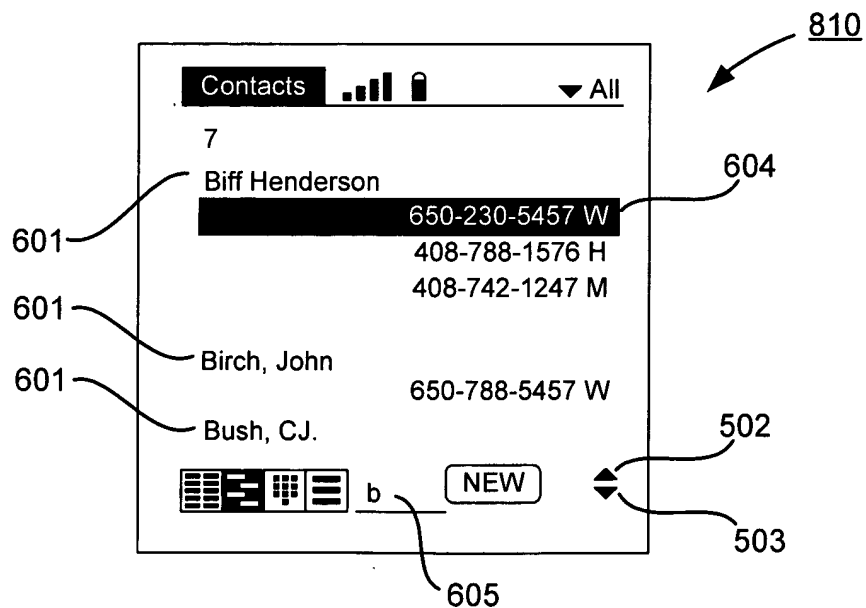 810
Contacts
All
7
604
Biff Henderson
650-230-5457 W
601
408-788-1576 H
408-742-1247 M
601
Birch, John
601
650-788-5457 W
Bush, CJ.
502
b
NEW
503
605